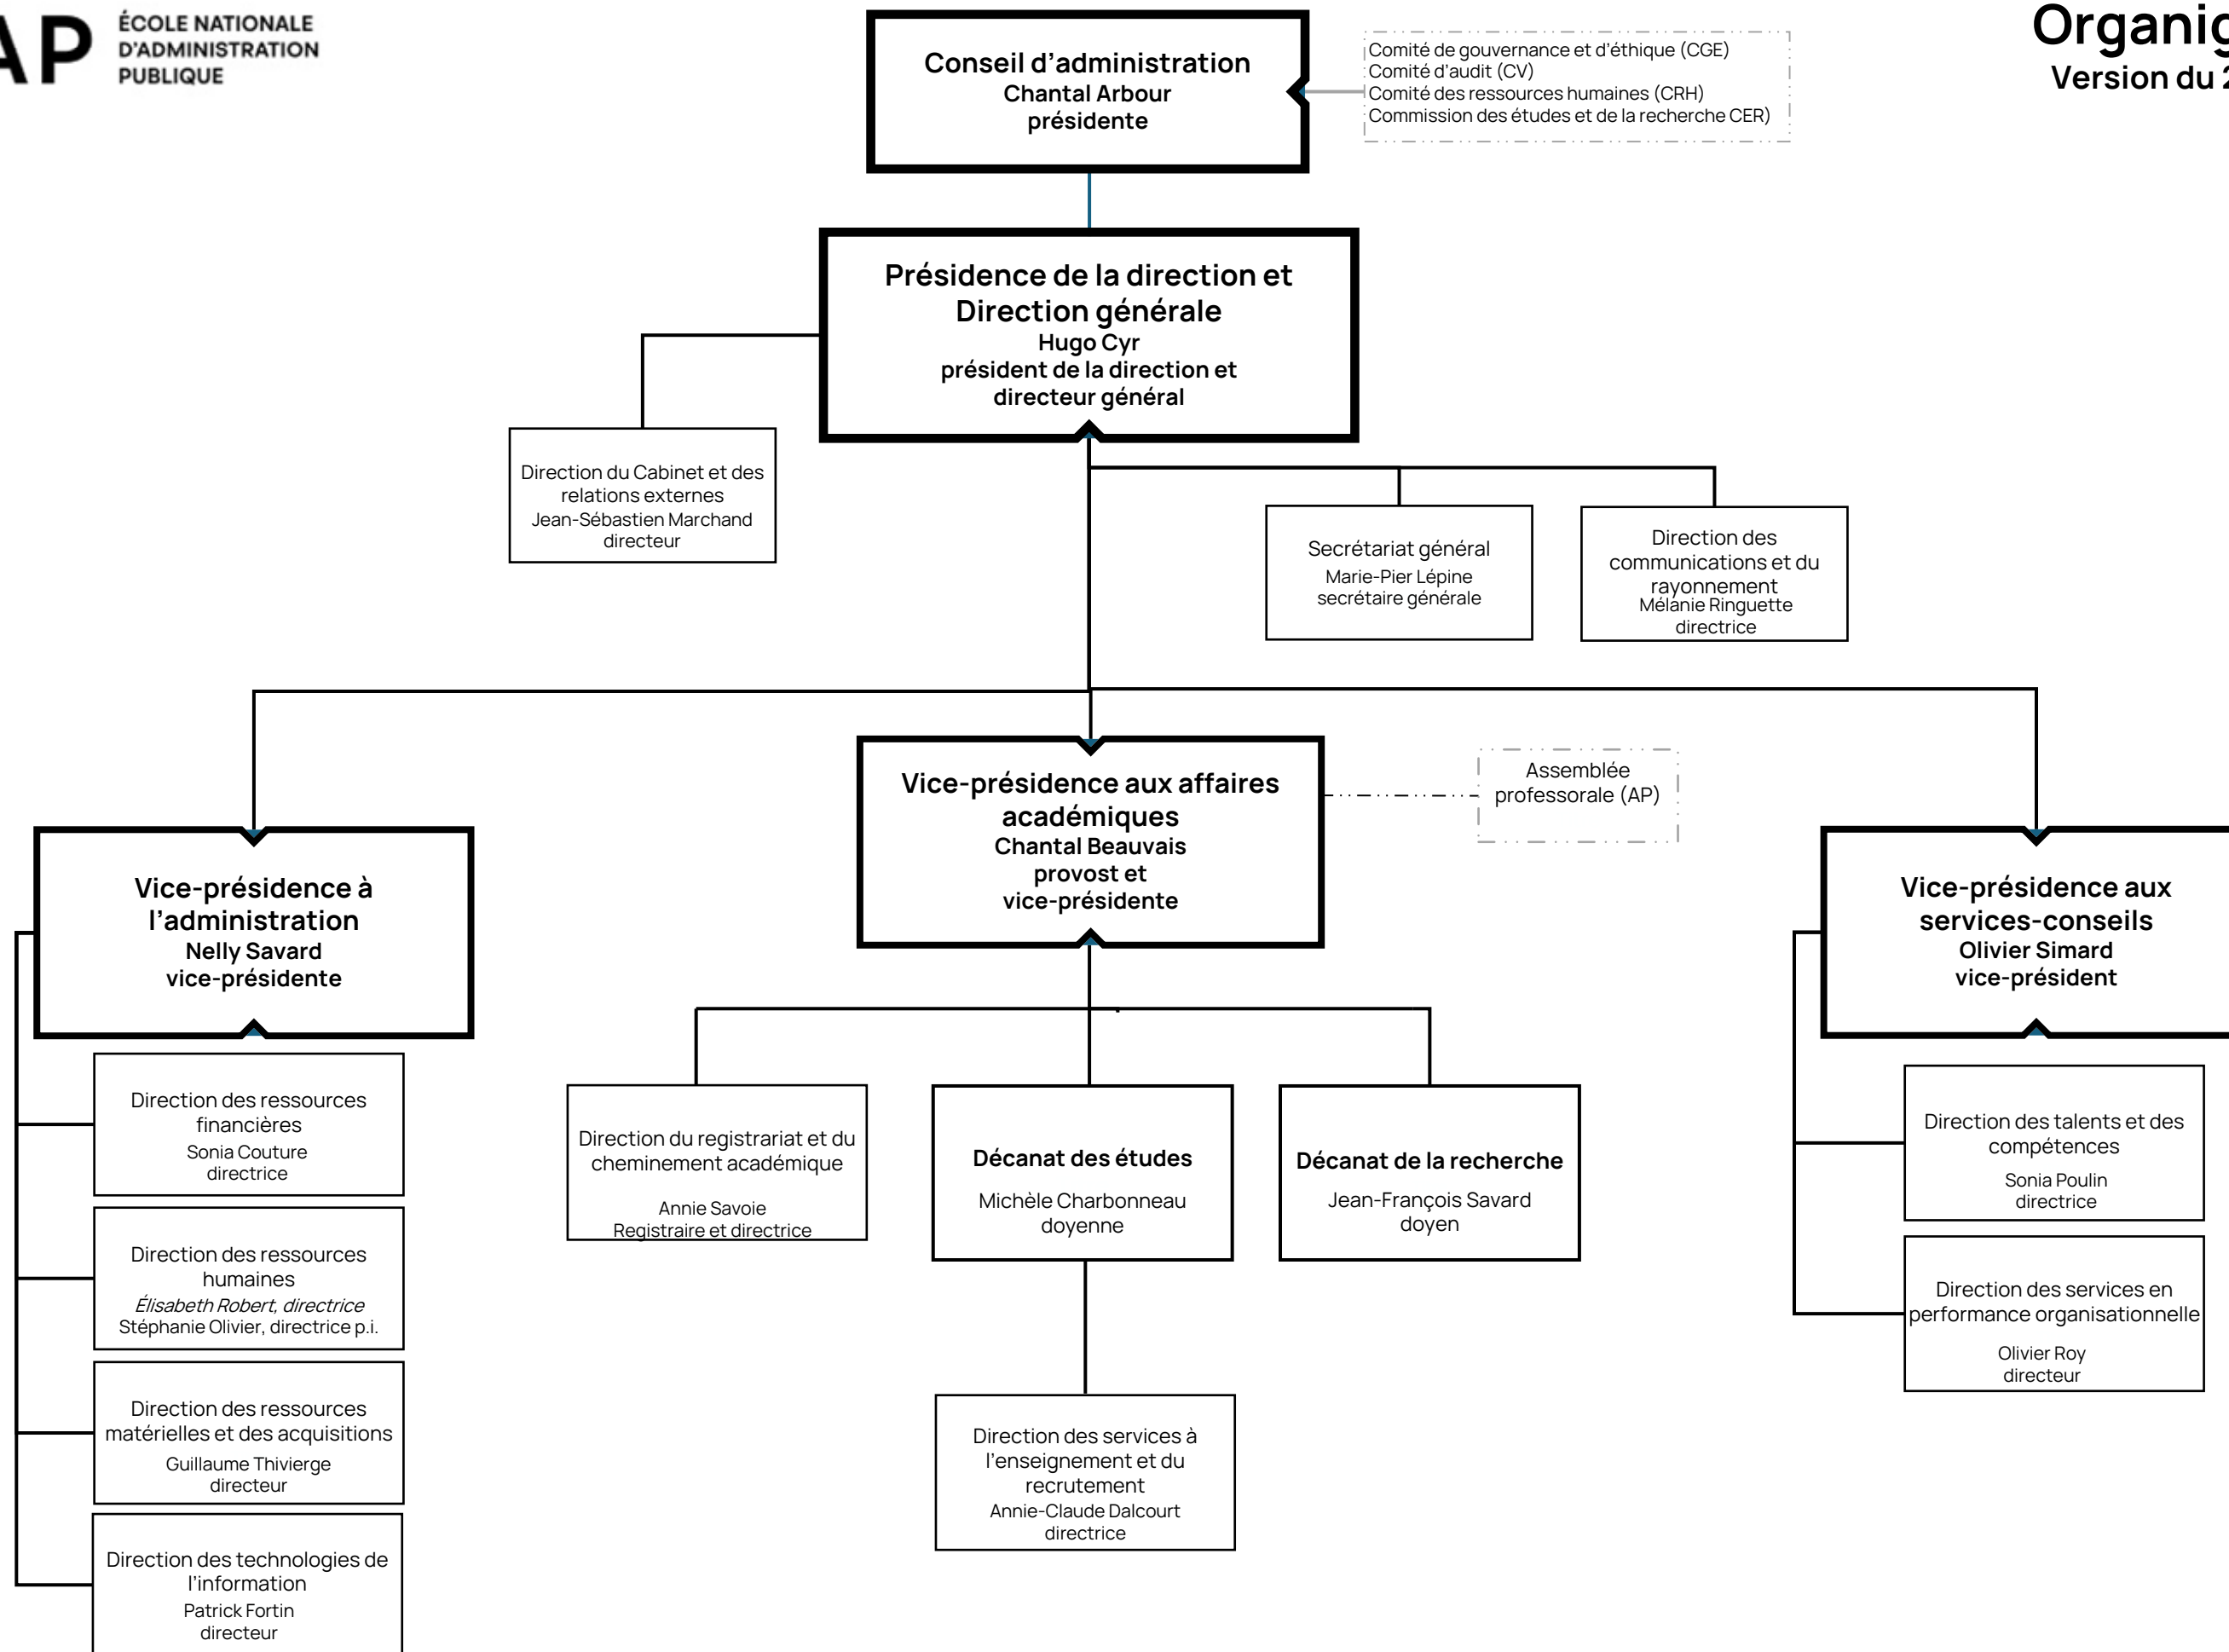 AP
ÉCOLE NATIONALE
D'ADMINISTRATION
PUBLIQUE
Organig
Version du 2
Conseil d'administration
Chantal Arbour
présidente
Comité de gouvernance et d'éthique (CGE)
Comité d'audit (CV)
Comité des ressources humaines (CRH)
Commission des études et de la recherche CER)
Présidence de la direction et
Direction générale
Hugo Cyr
président de la direction et
directeur général
Direction du Cabinet et des
relations externes
Jean-Sébastien Marchand
directeur
Secrétariat général
Marie-Pier Lépine
secrétaire générale
Direction des
communications et du
rayonnement
Mélanie Ringuette
directrice
Vice-présidence à
l'administration
Nelly Savard
vice-présidente
Vice-présidence aux affaires
académiques
Chantal Beauvais
provost et
vice-présidente
Assemblée
professorale (AP)
Vice-présidence aux
services-conseils
Olivier Simard
vice-président
Direction des ressources
financières
Sonia Couture
directrice
Direction des ressources
humaines
Élisabeth Robert, directrice
Stéphanie Olivier, directrice p.i.
Direction des ressources
matérielles et des acquisitions
Guillaume Thivierge
directeur
Direction des technologies de
l'information
Patrick Fortin
directeur
Direction du registrariat et du
cheminement académique
Annie Savoie
Registraire et directrice
Décanat des études
Michèle Charbonneau
doyenne
Décanat de la recherche
Jean-François Savard
doyen
Direction des services à
l'enseignement et du
recrutement
Annie-Claude Dalcourt
directrice
Direction des talents et des
compétences
Sonia Poulin
directrice
Direction des services en
performance organisationnelle
Olivier Roy
directeur